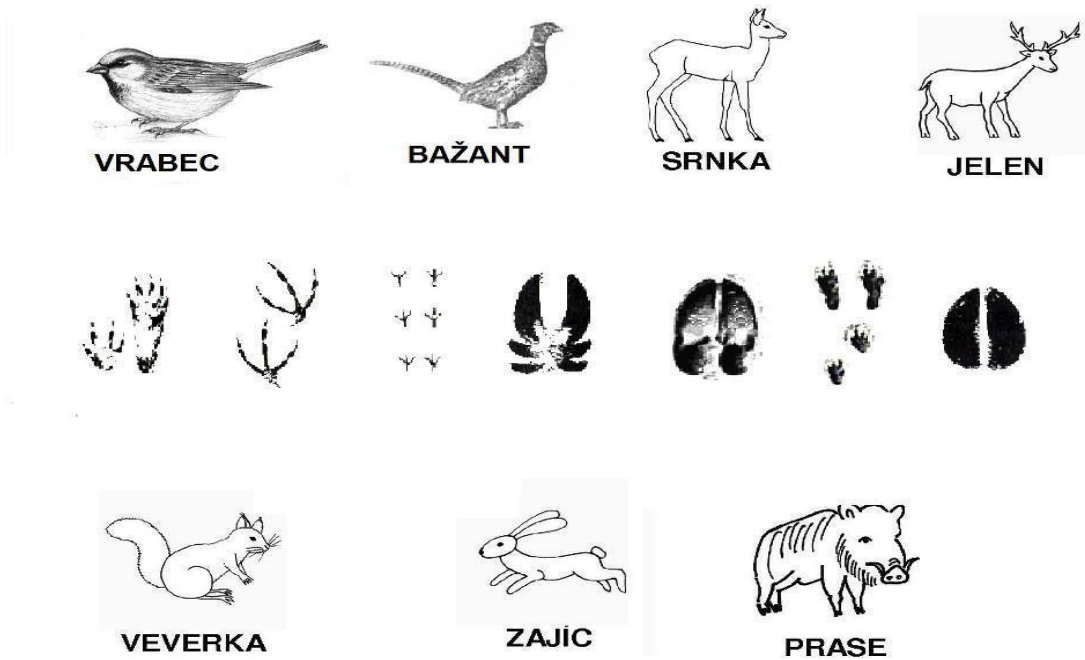 VRABEC
BAŽANT
SRNKA
JELEN
VEVERKA
ZAJÍC
PRASE